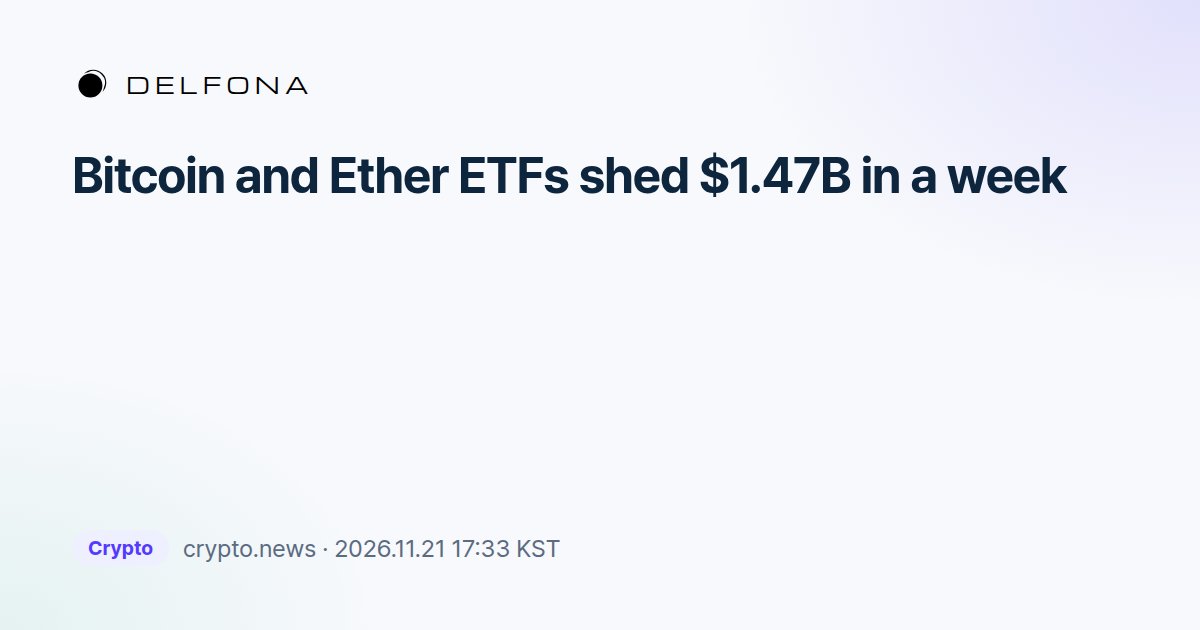 DELFONA
Bitcoin and Ether ETFs shed $1.47B in a week
Crypto crypto.news · 2026.11.21 17:33 KST